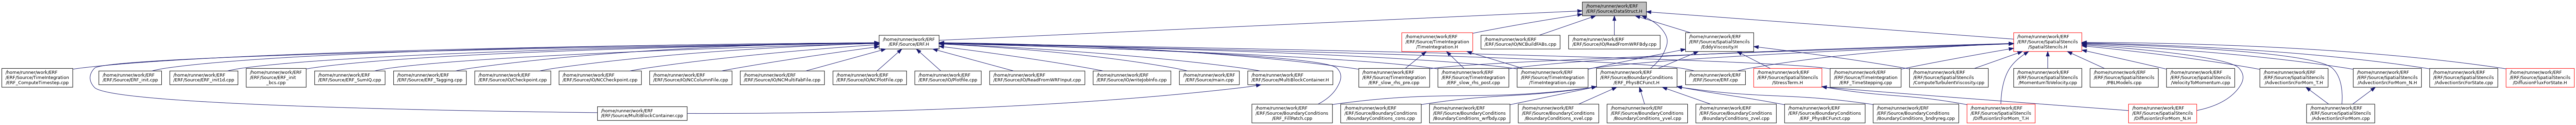 /home/runner/work/ERF
/ERF/Source/DataStruct.H
/home/runner/work/ERF
/ERF/Source/ERF.H
/home/runner/work/ERF
/ERF/Source/TimeIntegration
/TimeIntegration.H
/home/runner/work/ERF
/ERF/Source/IO/NCBuildFABs.cpp
/home/runner/work/ERF
/ERF/Source/IO/ReadFromWRFBdy.cpp
/home/runner/work/ERF
/ERF/Source/SpatialStencils
/EddyViscosity.H
/home/runner/work/ERF
/ERF/Source/SpatialStencils
/SpatialStencils.H
/home/runner/work/ERF
/ERF/Source/TimeIntegration
/ERF_ComputeTimestep.cpp
/home/runner/work/ERF
/ERF/Source/ERF_init.cpp
/home/runner/work/ERF
/ERF/Source/ERF_init1d.cpp
/home/runner/work/ERF
/ERF/Source/ERF_init
_bcs.cpp
/home/runner/work/ERF
/ERF/Source/ERF_SumIQ.cpp
/home/runner/work/ERF
/ERF/Source/ERF_Tagging.cpp
/home/runner/work/ERF
/ERF/Source/IO/Checkpoint.cpp
/home/runner/work/ERF
/ERF/Source/IO/NCCheckpoint.cpp
/home/runner/work/ERF
/ERF/Source/IO/NCColumnFile.cpp
/home/runner/work/ERF
/ERF/Source/IO/NCMultiFabFile.cpp
/home/runner/work/ERF
/ERF/Source/IO/NCPlotFile.cpp
/home/runner/work/ERF
/ERF/Source/IO/Plotfile.cpp
/home/runner/work/ERF
/ERF/Source/IO/ReadFromWRFInput.cpp
/home/runner/work/ERF
/ERF/Source/IO/writeJobInfo.cpp
/home/runner/work/ERF
/ERF/Source/main.cpp
/home/runner/work/ERF
/ERF/Source/MultiBlockContainer.H
/home/runner/work/ERF
/ERF/Source/TimeIntegration
/ERF_slow_rhs_pre.cpp
/home/runner/work/ERF
/ERF/Source/TimeIntegration
/ERF_slow_rhs_post.cpp
/home/runner/work/ERF
/ERF/Source/TimeIntegration
/TimeIntegration.cpp
/home/runner/work/ERF
/ERF/Source/BoundaryConditions
/ERF_PhysBCFunct.H
/home/runner/work/ERF
/ERF/Source/ERF.cpp
/home/runner/work/ERF
/ERF/Source/SpatialStencils
/StressTerm.H
/home/runner/work/ERF
/ERF/Source/TimeIntegration
/ERF_TimeStepping.cpp
/home/runner/work/ERF
/ERF/Source/SpatialStencils
/ComputeTurbulentViscosity.cpp
/home/runner/work/ERF
/ERF/Source/SpatialStencils
/MomentumToVelocity.cpp
/home/runner/work/ERF
/ERF/Source/SpatialStencils
/PBLModels.cpp
/home/runner/work/ERF
/ERF/Source/SpatialStencils
/VelocityToMomentum.cpp
/home/runner/work/ERF
/ERF/Source/SpatialStencils
/AdvectionSrcForMom_T.H
/home/runner/work/ERF
/ERF/Source/SpatialStencils
/AdvectionSrcForMom_N.H
/home/runner/work/ERF
/ERF/Source/SpatialStencils
/AdvectionSrcForState.cpp
/home/runner/work/ERF
/ERF/Source/SpatialStencils
/DiffusionFluxForState.H
/home/runner/work/ERF
/ERF/Source/MultiBlockContainer.cpp
/home/runner/work/ERF
/ERF/Source/BoundaryConditions
/ERF_FillPatch.cpp
/home/runner/work/ERF
/ERF/Source/BoundaryConditions
/BoundaryConditions_cons.cpp
/home/runner/work/ERF
/ERF/Source/BoundaryConditions
/BoundaryConditions_wrfbdy.cpp
/home/runner/work/ERF
/ERF/Source/BoundaryConditions
/BoundaryConditions_xvel.cpp
/home/runner/work/ERF
/ERF/Source/BoundaryConditions
/BoundaryConditions_yvel.cpp
/home/runner/work/ERF
/ERF/Source/BoundaryConditions
/BoundaryConditions_zvel.cpp
/home/runner/work/ERF
/ERF/Source/BoundaryConditions
/ERF_PhysBCFunct.cpp
/home/runner/work/ERF
/ERF/Source/BoundaryConditions
/BoundaryConditions_bndryreg.cpp
/home/runner/work/ERF
/ERF/Source/SpatialStencils
/DiffusionSrcForMom_T.H
/home/runner/work/ERF
/ERF/Source/SpatialStencils
/DiffusionSrcForMom_N.H
/home/runner/work/ERF
/ERF/Source/SpatialStencils
/AdvectionSrcForMom.cpp